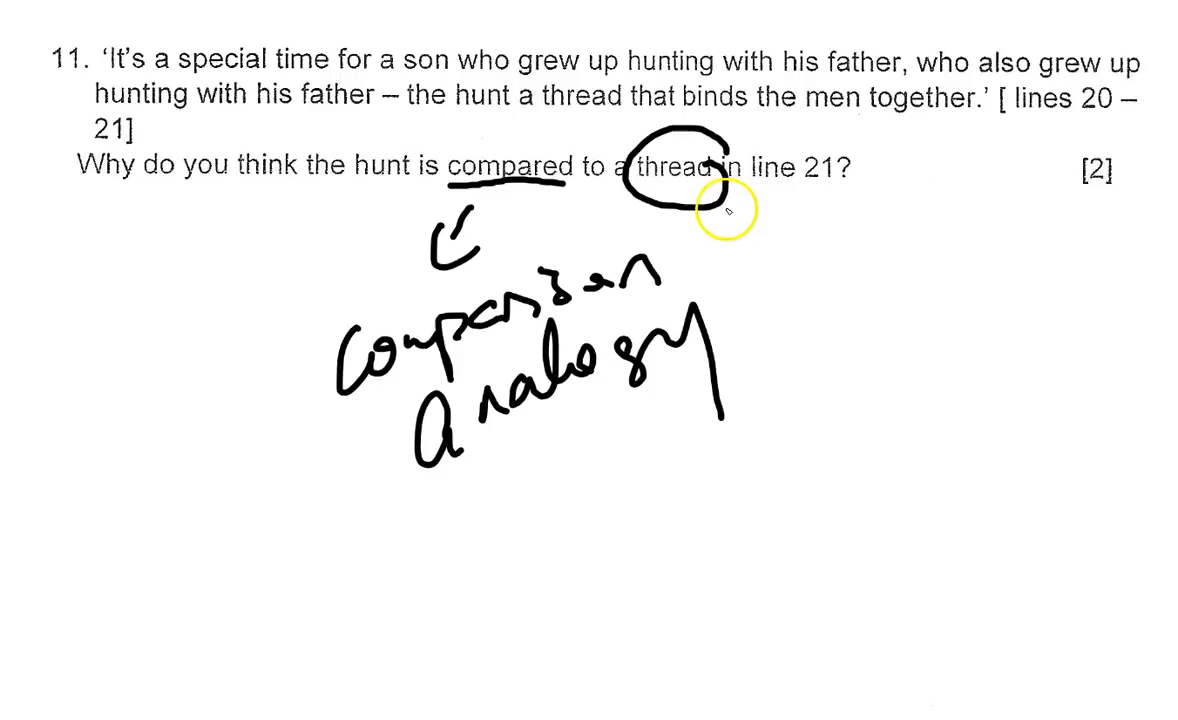 11. ‘It’s a special time for a son who grew up hunting with his father, who also grew up
hunting with his father – the hunt a thread that binds the men together.’ [ lines 20 –
21]
Why do you think the hunt is compared to a thread in line 21? [2]
Comparison
Analogy